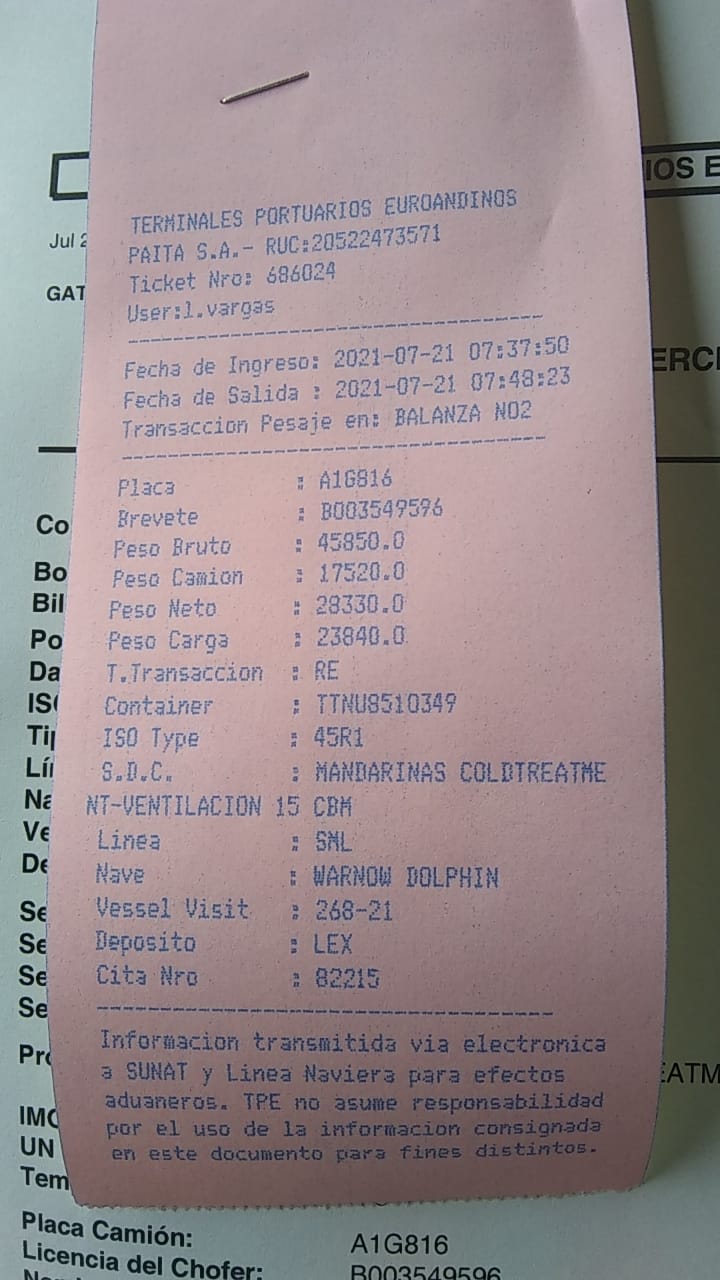 TERMINALES PORTUARIOS EUROANDINOS
PAITA S.A.- RUC:20522473571
Ticket Nro: 686024
User:l.vargas
Fecha de Ingreso: 2021-07-21 07:37:50
Fecha de Salida : 2021-07-21 07:48:23
Transaccion Pesaje en: BALANZA NO2
Placa : A1G816
Brevete : B003549596
Peso Bruto : 45850.0
Peso Camion : 17520.0
Peso Neto : 28330.0
Peso Carga : 23840.0
T.Transaccion : RE
Container : TTNU8510349
ISO Type : 45R1
S.D.C. : MANDARINAS COLDTREATME
NT-VENTILACION 15 CBM
Linea : SML
Nave : WARNOW DOLPHIN
Vessel Visit : 268-21
Deposito : LEX
Cita Nro : 82215
Informacion transmitida via electronica
a SUNAT y Linea Naviera para efectos
aduaneros. TPE no asume responsabilidad
por el uso de la informacion consignada
en este documento para fines distintos.
Placa Camión: A1G816
Licencia del Chofer: B003549596